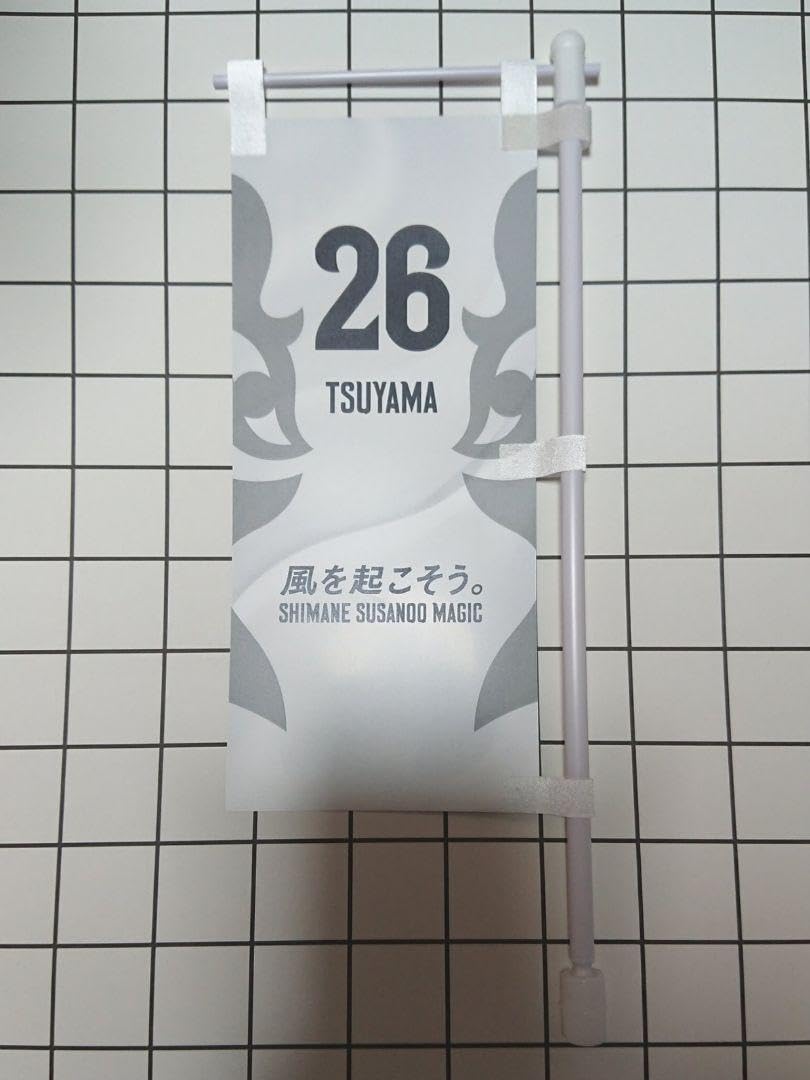 26
TSUYAMA
風を起こそう。
SHIMANE SUSANOO MAGIC